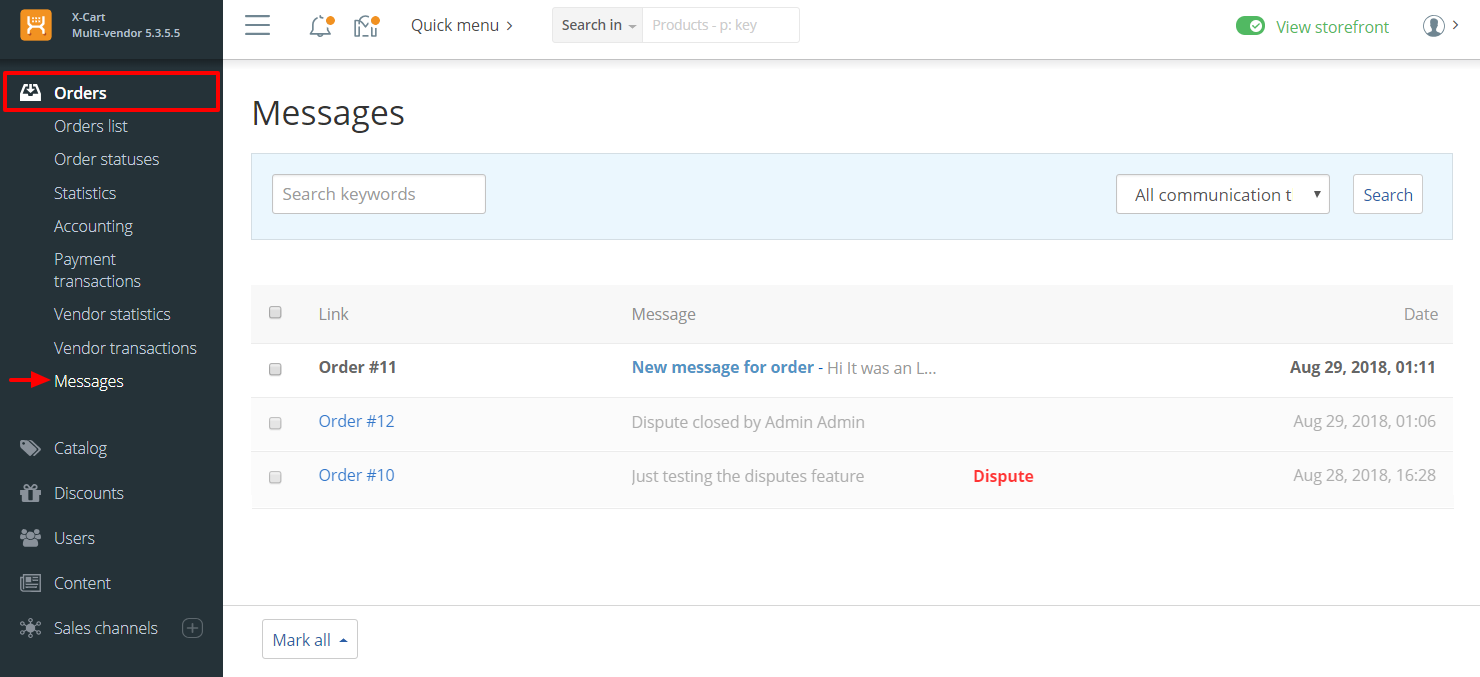 X-Cart
Multi-vendor 5.3.5.5
Quick menu
Search in
Products - p: key
View storefront
Orders
Orders list
Order statuses
Statistics
Accounting
Payment
transactions
Vendor statistics
Vendor transactions
Messages
Catalog
Discounts
Users
Content
Sales channels
Messages
Search keywords
All communication t
Search
Link Message Date
Order #11 New message for order - Hi It was an L... Aug 29, 2018, 01:11
Order #12 Dispute closed by Admin Admin Aug 29, 2018, 01:06
Order #10 Just testing the disputes feature Dispute Aug 28, 2018, 16:28
Mark all